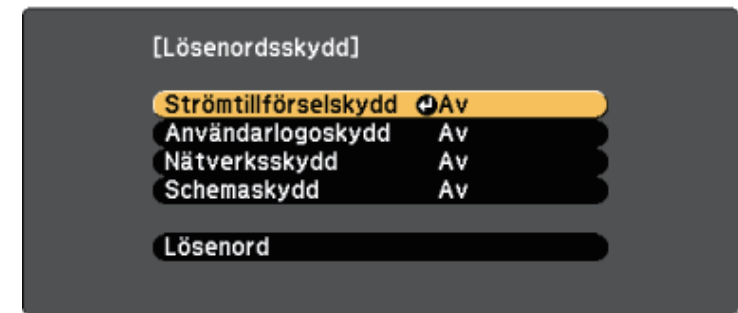 [Lösenordsskydd]
Strömtillförselskydd Av
Användarlogoskydd Av
Nätverksskydd Av
Schemaskydd Av
Lösenord